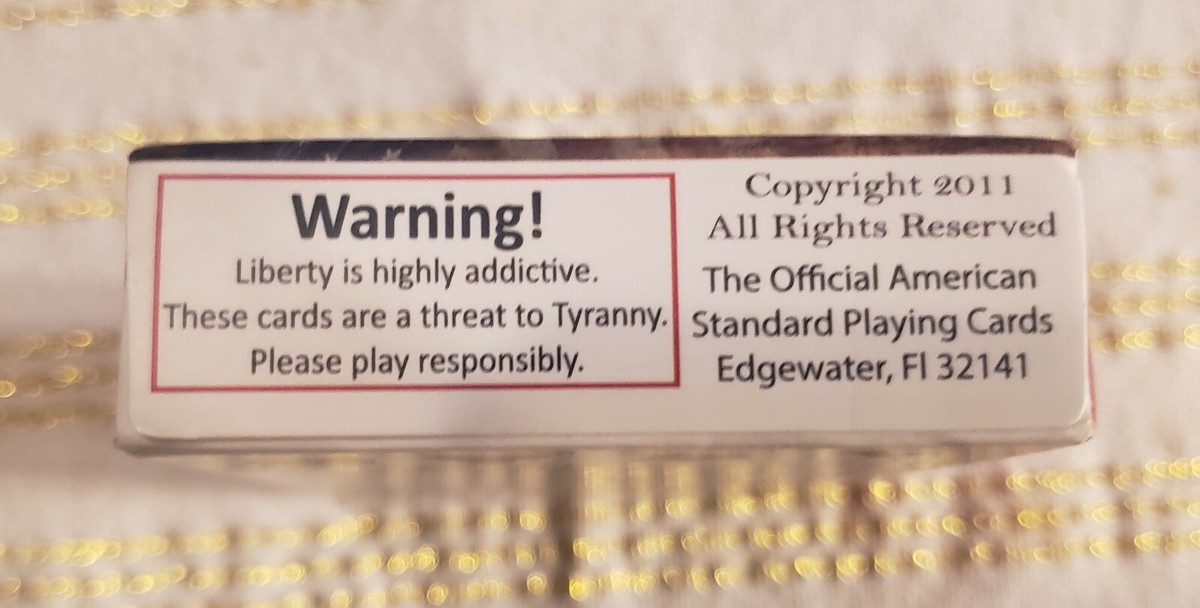 Warning!
Liberty is highly addictive.
These cards are a threat to Tyranny.
Please play responsibly.
Copyright 2011
All Rights Reserved
The Official American
Standard Playing Cards
Edgewater, Fl 32141